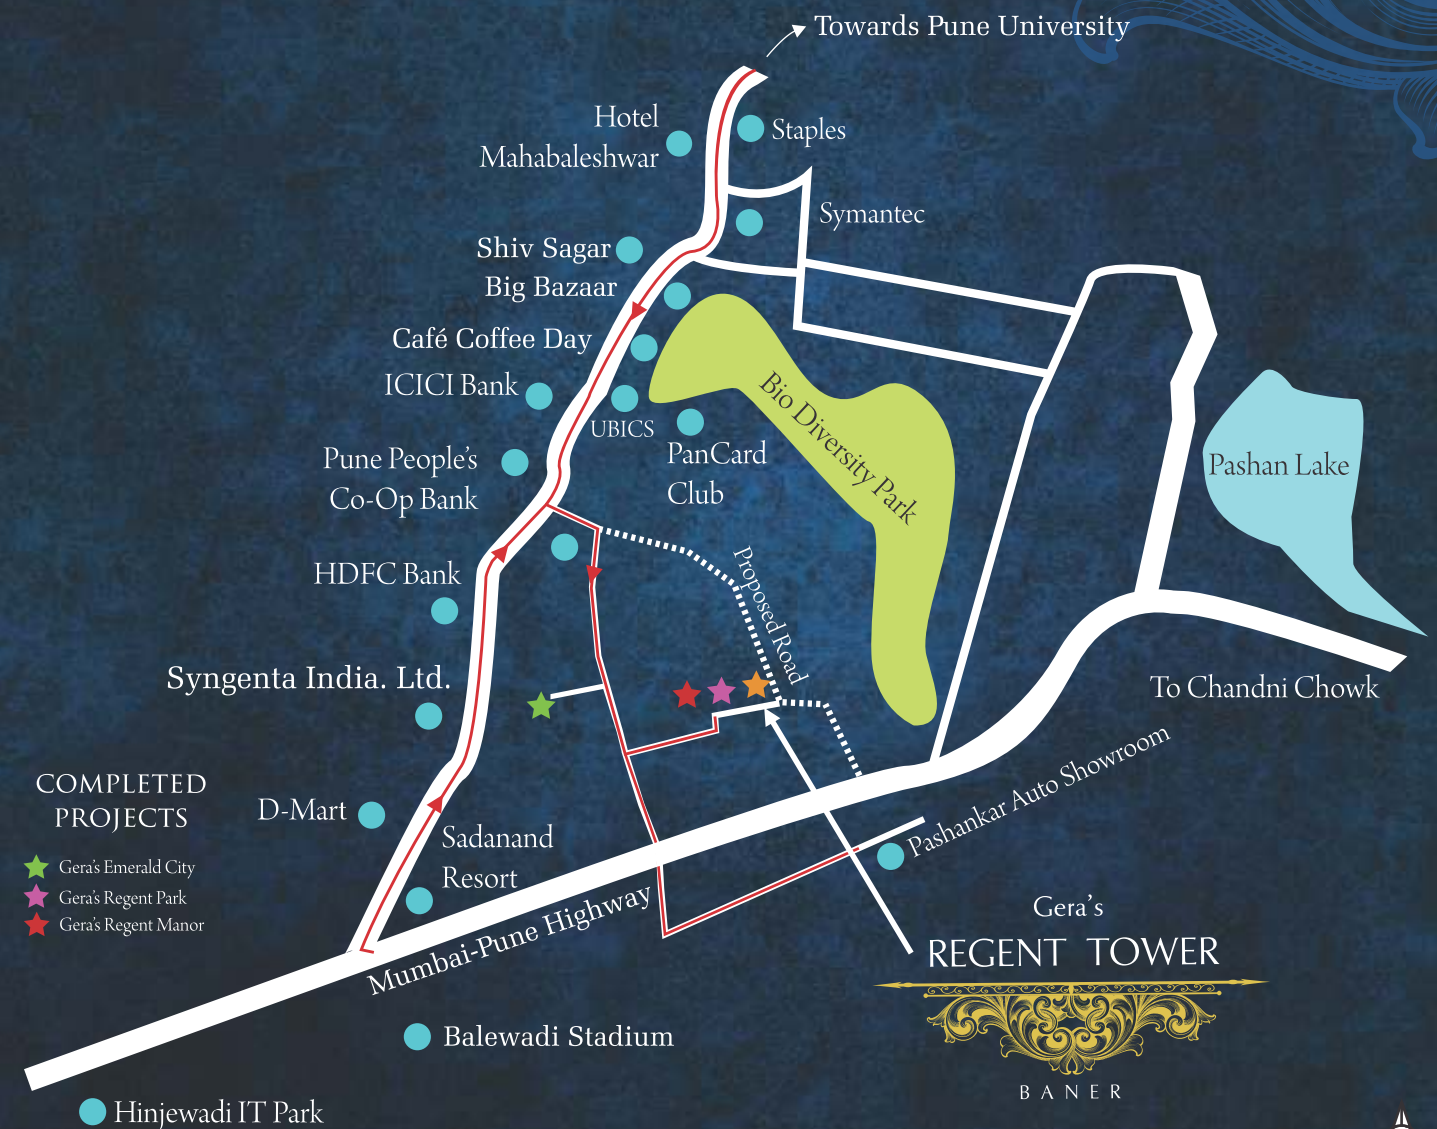 Towards Pune University
Hotel
Mahabaleshwar
Staples
Symantec
Shiv Sagar
Big Bazaar
Café Coffee Day
ICICI Bank
UBICS
PanCard
Club
Bio Diversity Park
Pashan Lake
Pune People's
Co-Op Bank
HDFC Bank
Proposed Road
Syngenta India. Ltd.
To Chandni Chowk
COMPLETED
PROJECTS
Gera's Emerald City
Gera's Regent Park
Gera's Regent Manor
D-Mart
Sadanand
Resort
Pashankar Auto Showroom
Mumbai-Pune Highway
Gera's
REGENT TOWER
BANER
Balewadi Stadium
Hinjewadi IT Park